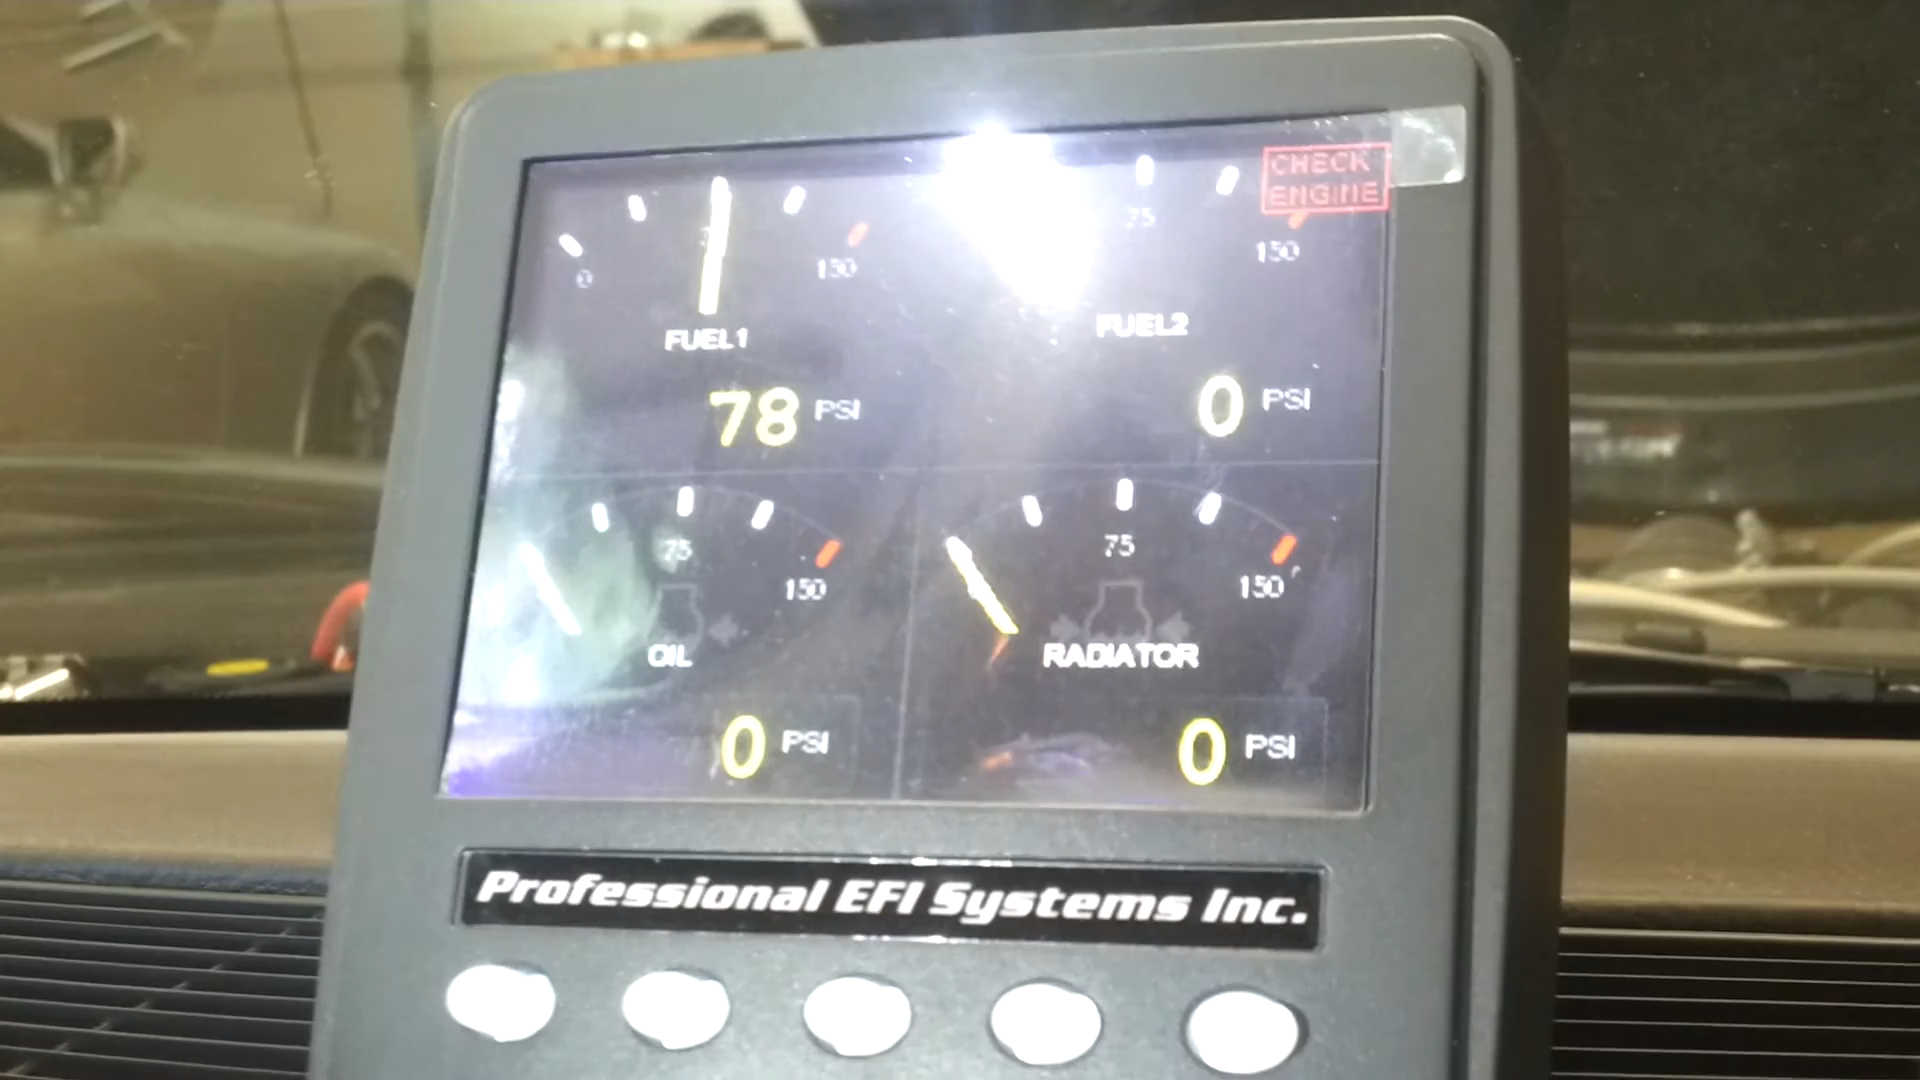 CHECK
ENGINE
0
150
75
150
FUEL1
FUEL2
78 PSI
0 PSI
75
150
75
150
OIL
RADIATOR
0 PSI
0 PSI
Professional EFI Systems Inc.